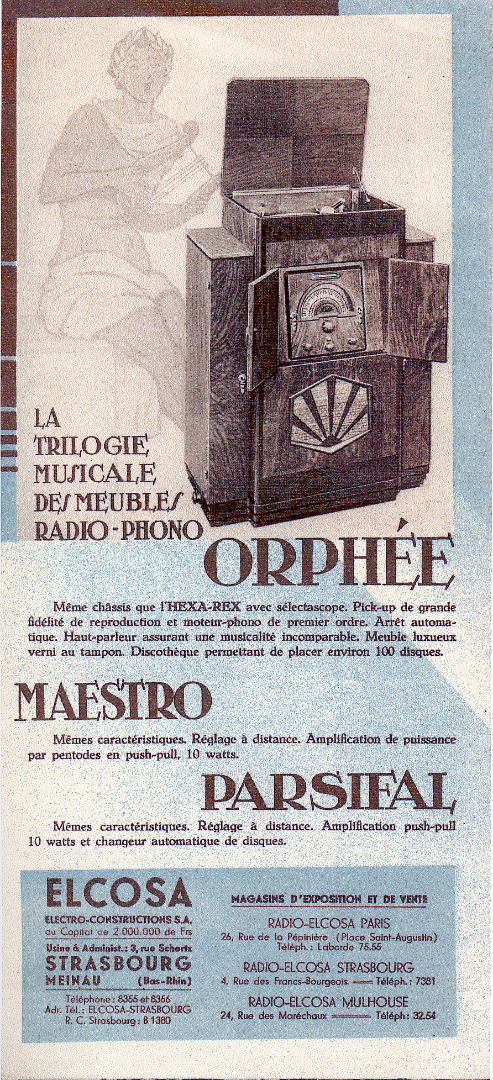 LA
TRILOGIE
MUSICALE
DES MEUBLES
RADIO-PHONO
ORPHÉE
Même châssis que l'HEXA-REX avec sélectascope. Pick-up de grande
fidélité de reproduction et moteur-phono de premier ordre. Arrêt automa-
tique. Haut-parleur assurant une musicalité incomparable. Meuble luxueux
verni au tampon. Discothèque permettant de placer environ 100 disques.
MAESTRO
Mêmes caractéristiques. Réglage à distance. Amplification de puissance
par pentodes en push-pull, 10 watts.
PARSIFAL
Mêmes caractéristiques. Réglage à distance. Amplification push-pull
10 watts et changeur automatique de disques.
ELCOSA
ELECTRO-CONSTRUCTIONS S.A.
au Capital de 2.000.000 de Frs
Usine & Administ.: 3, rue Schertz
STRASBOURG
MEINAU (Bas-Rhin)
Téléphone: 8365 et 8366
Adr. Tél.: ELCOSA-STRASBOURG
R. C. Strasbourg: B 1380
MAGASINS D'EXPOSITION ET DE VENTE
RADIO-ELCOSA PARIS
26, Rue de la Pépinière (Place Saint-Augustin)
Téléph.: Laborde 75.55
RADIO-ELCOSA STRASBOURG
4, Rue des Francs-Bourgeois — Téléph.: 7381
RADIO-ELCOSA MULHOUSE
24, Rue des Maréchaux — Téléph: 32.54